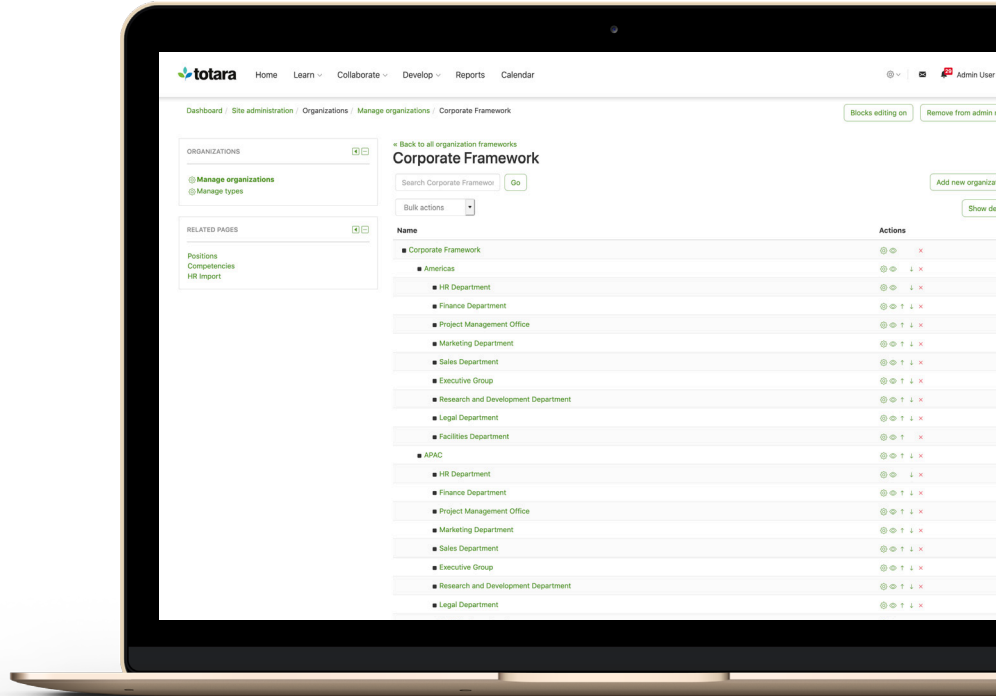 totara Home Learn Collaborate Develop Reports Calendar 29 Admin User
Dashboard / Site administration / Organizations / Manage organizations / Corporate Framework
Blocks editing on Remove from admin
ORGANIZATIONS
Manage organizations
Manage types
RELATED PAGES
Positions
Competencies
HR Import
« Back to all organization frameworks
Corporate Framework
Search Corporate Framewor Go
Add new organiza
Bulk actions
Show de
Name Actions
Corporate Framework
Americas
HR Department
Finance Department
Project Management Office
Marketing Department
Sales Department
Executive Group
Research and Development Department
Legal Department
Facilities Department
APAC
HR Department
Finance Department
Project Management Office
Marketing Department
Sales Department
Executive Group
Research and Development Department
Legal Department